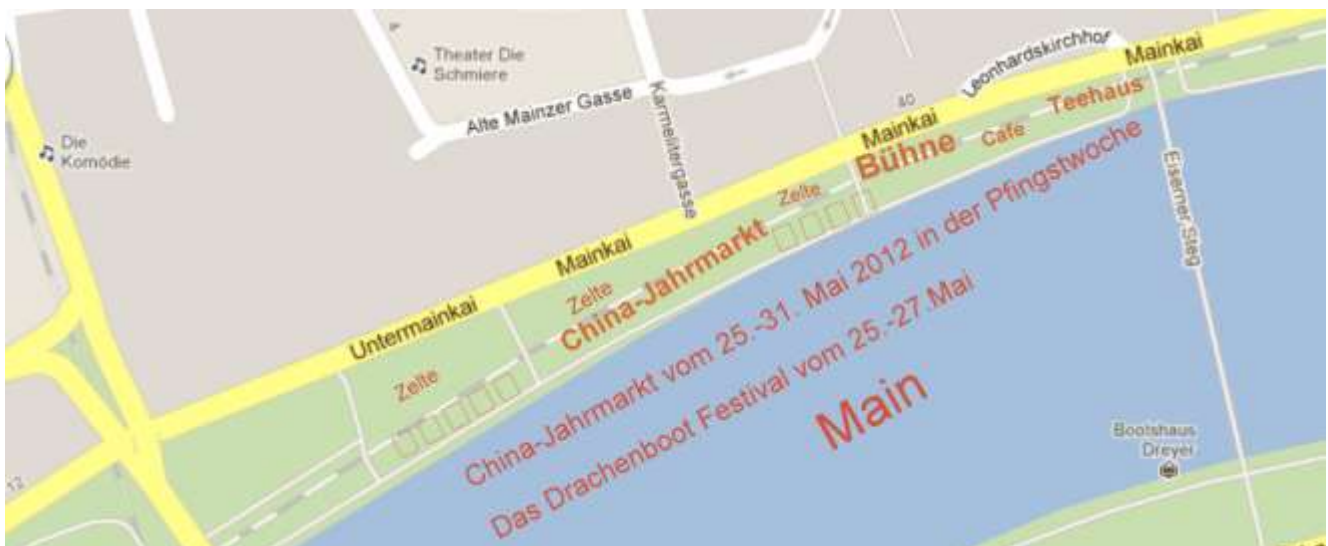 P
Theater Die
Schmiere
Leonhardskirchhof
Mainkai
Die
Komödie
Alte Mainzer Gasse
Karmelitergasse
40
Mainkai
Teehaus
Cafe
Bühne
Eiserner Steg
Zelte
Mainkai
China-Jahrmarkt
Zelte
Untermainkai
Zelte
China-Jahrmarkt vom 25.-31. Mai 2012 in der Pfingstwoche
Das Drachenboot Festival vom 25.-27.Mai
Main
Bootshaus
Dreyer
12